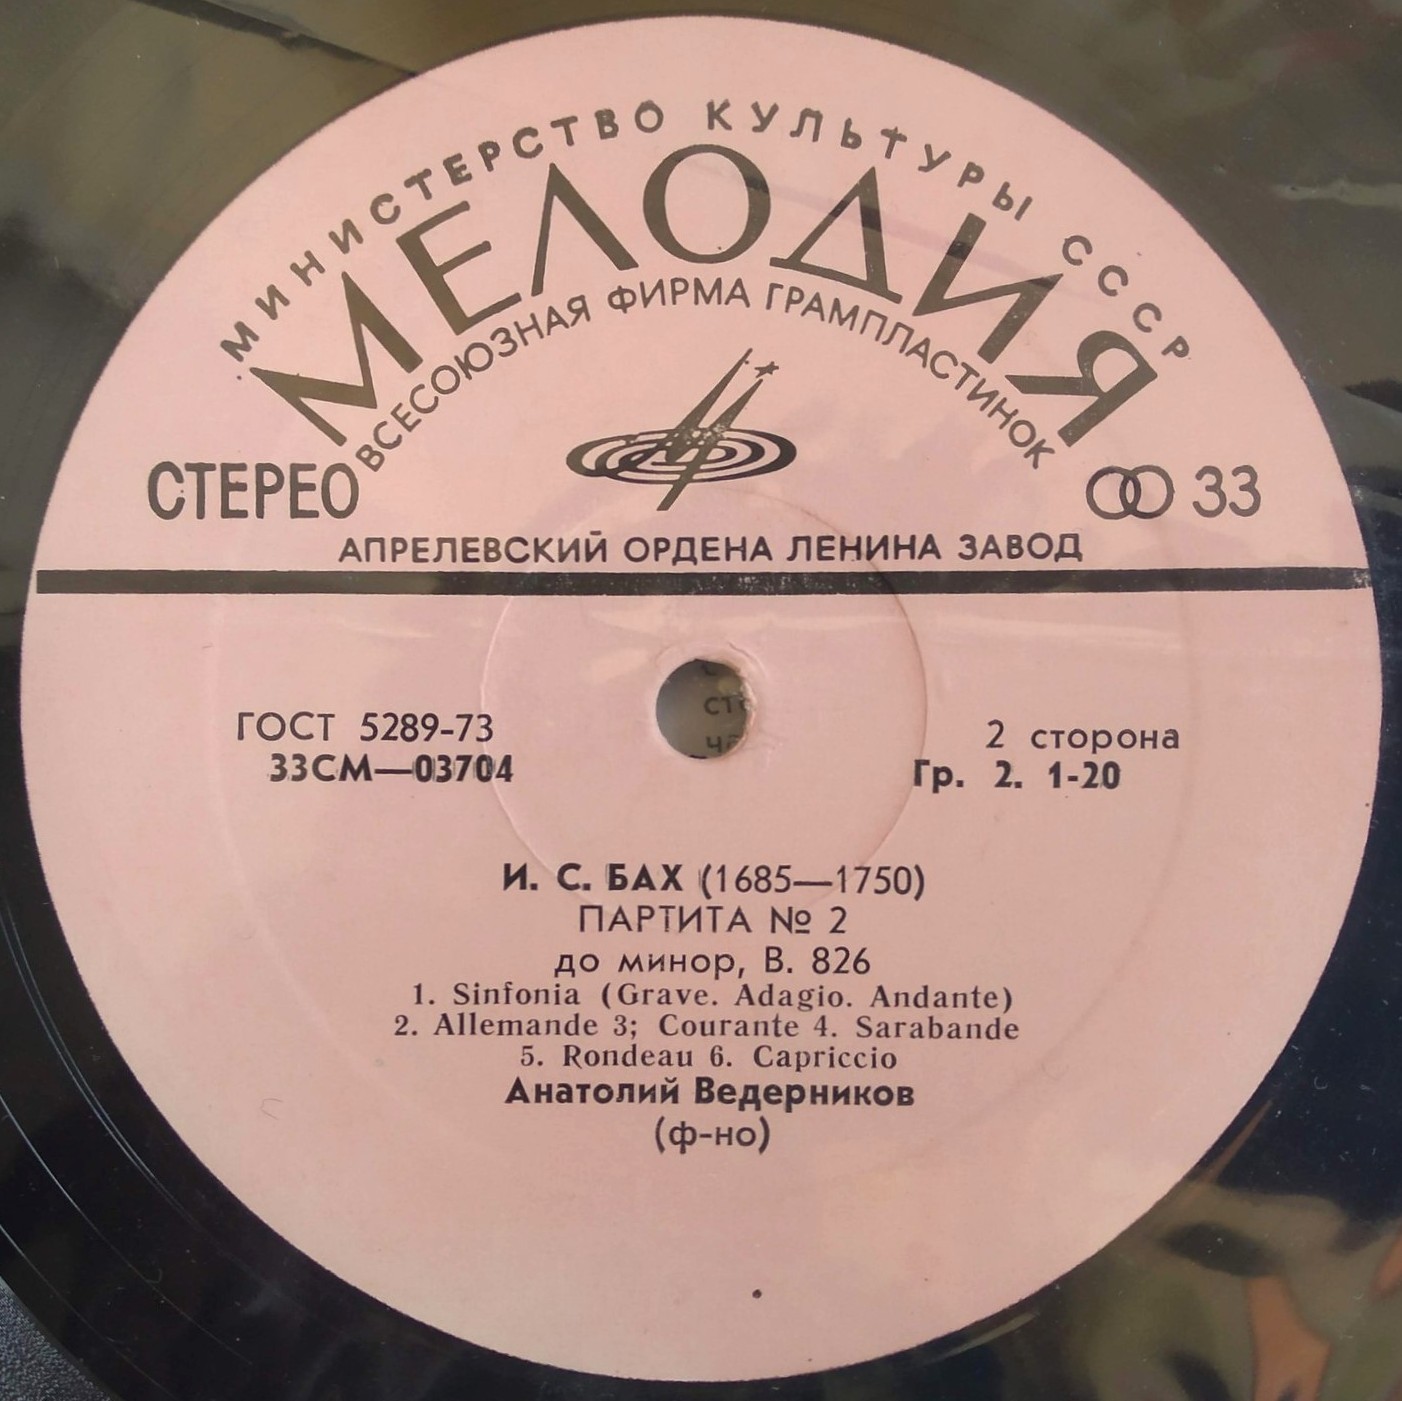 МИНИСТЕРСТВО КУЛЬТУРЫ СССР
МЕЛОДИЯ
ВСЕСОЮЗНАЯ ФИРМА ГРАМПЛАСТИНОК
СТЕРЕО
33
АПРЕЛЕВСКИЙ ОРДЕНА ЛЕНИНА ЗАВОД
ГОСТ 5289-73
2 сторона
33СМ—03704
Гр. 2. 1-20
И. С. БАХ (1685—1750)
ПАРТИТА № 2
до минор, В. 826
1. Sinfonia (Grave. Adagio. Andante)
2. Allemande 3; Courante 4. Sarabande
5. Rondeau 6. Capriccio
Анатолий Ведерников
(ф-но)